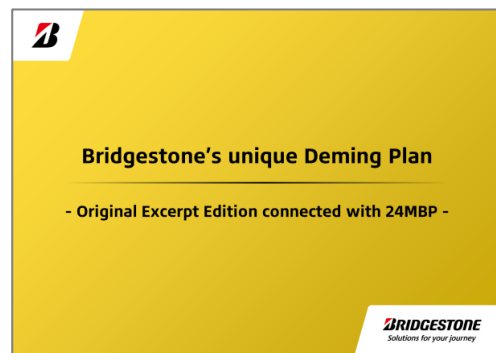 B
Bridgestone's unique Deming Plan
- Original Excerpt Edition connected with 24MBP -
BRIDGESTONE
Solutions for your journey